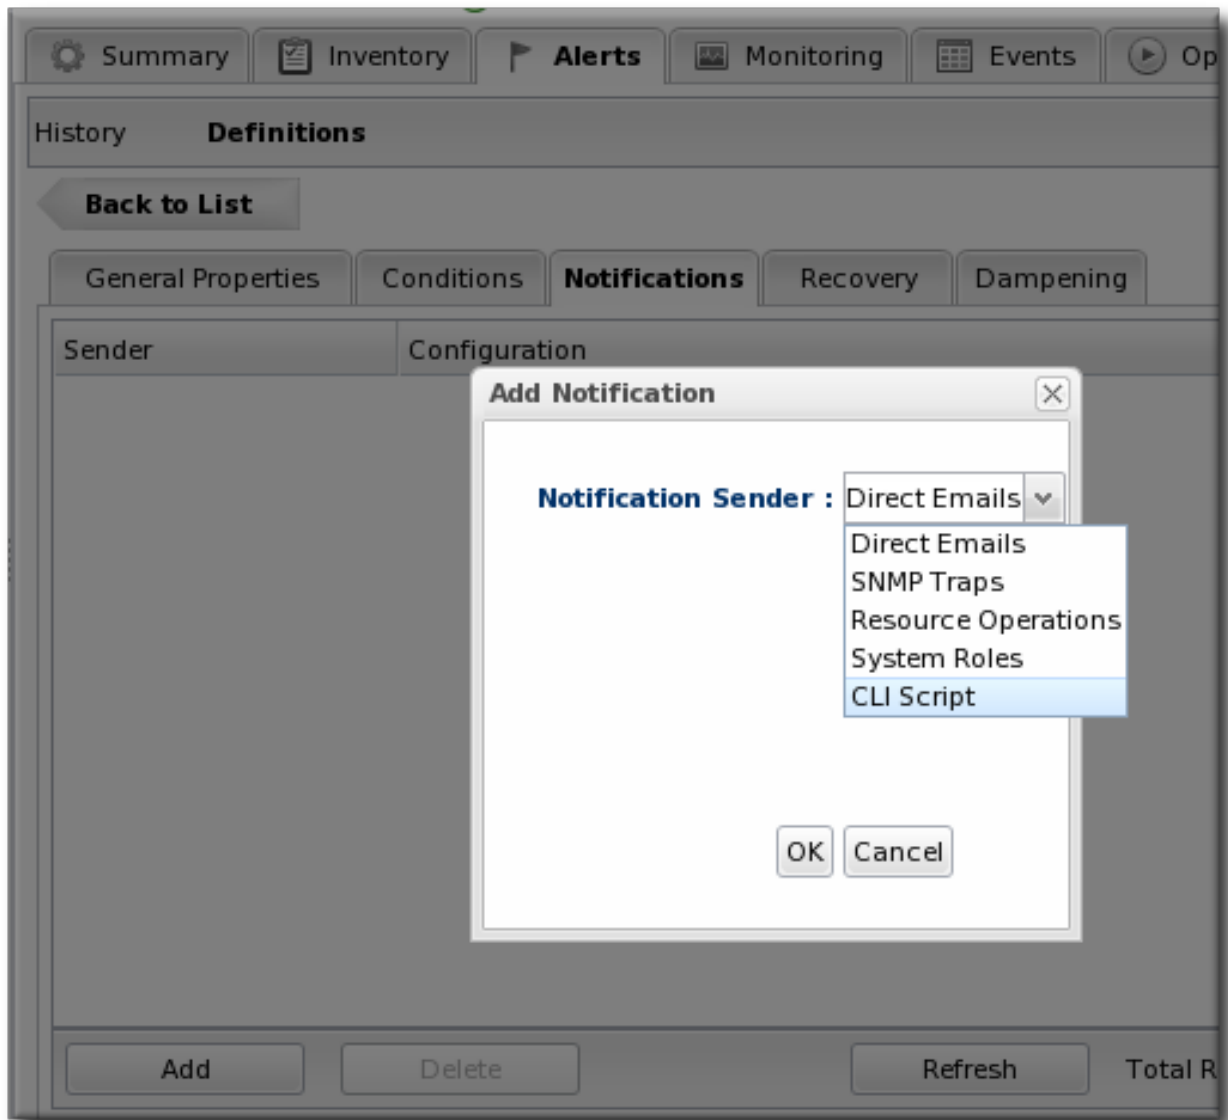 Summary Inventory Alerts Monitoring Events Op
History Definitions
Back to List
General Properties Conditions Notifications Recovery Dampening
Sender Configuration
Add Notification
Notification Sender : Direct Emails
Direct Emails
SNMP Traps
Resource Operations
System Roles
CLI Script
OK Cancel
Add Delete Refresh Total R